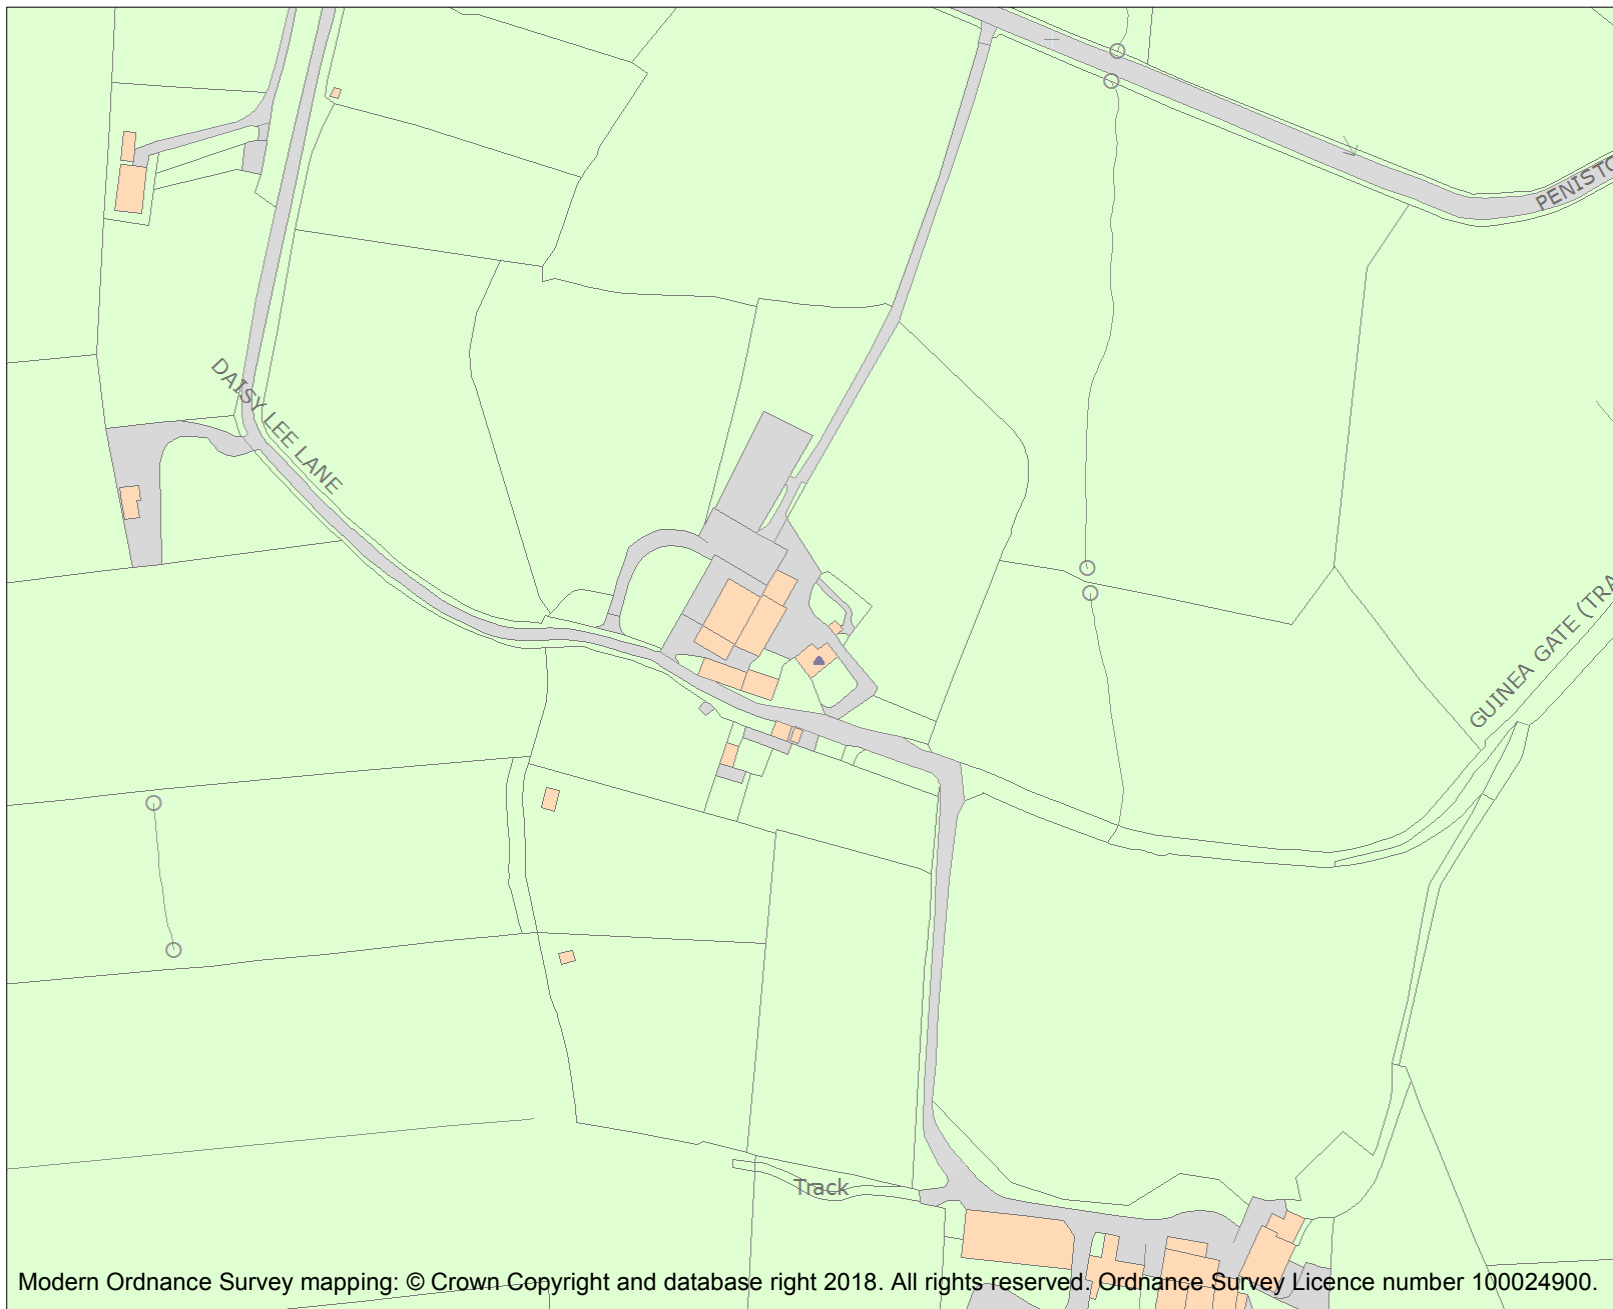 PENISTO
DAISY LEE LANE
GUINEA GATE (TRA
Track
Modern Ordnance Survey mapping: © Crown Copyright and database right 2018. All rights reserved. Ordnance Survey Licence number 100024900.